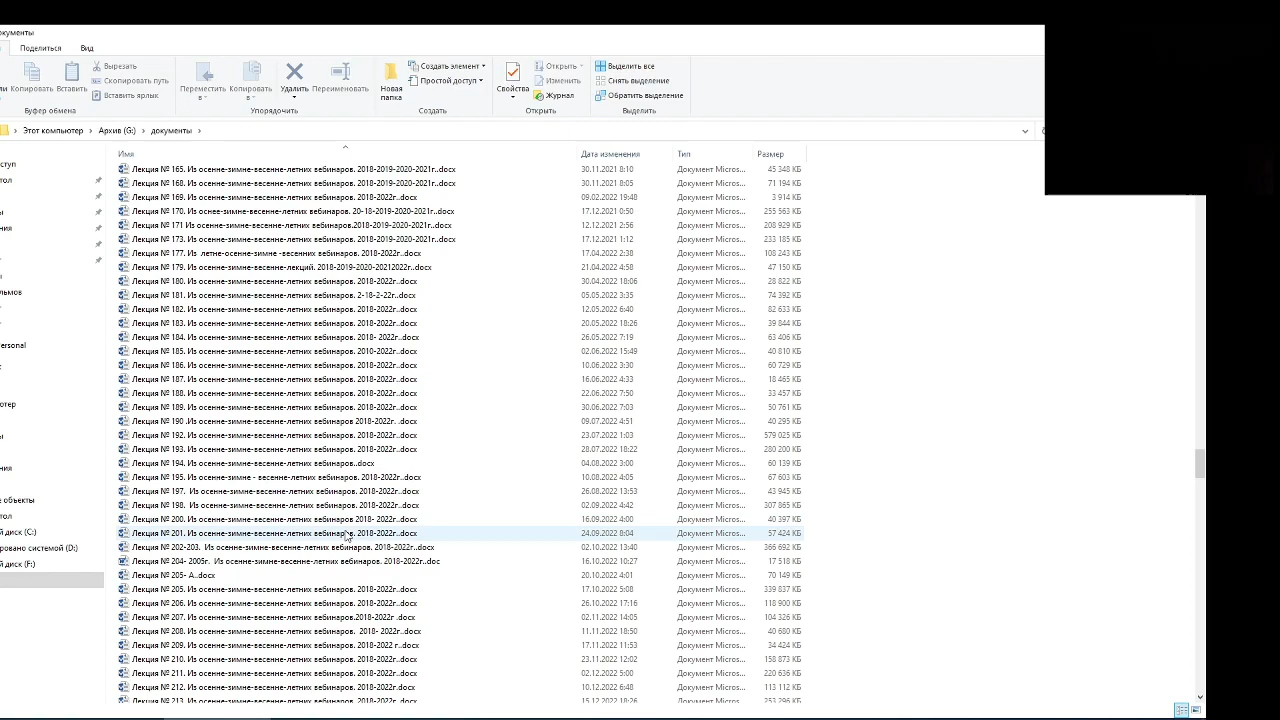 окументы
Поделиться Вид
Копировать Вставить Вырезать Скопировать путь Вставить ярлык
Переместить в Копировать в Удалить Переименовать
Новая папка Создать элемент Простой доступ
Свойства Открыть Изменить Журнал
Выделить все Снять выделение Обратить выделение
Буфер обмена Упорядочить Создать Открыть Выделить
Этот компьютер Архив (G:) документы
Имя Дата изменения Тип Размер
Лекция № 165. Из осенне-зимне-весенне-летних вебинаров. 2018-2019-2020-2021г..docx 30.11.2021 8:10 Документ Micros... 45 348 КБ
Лекция № 168. Из осенне-зимне-весенне-летних вебинаров. 2018-2019-2020-2021г..docx 30.11.2021 8:05 Документ Micros... 71 194 КБ
Лекция № 169. Из осенне-зимне-весенне-летних вебинаров. 2018-2022г..docx 09.02.2022 19:48 Документ Micros... 3 914 КБ
Лекция № 170. Из оснее-зимне-весенне-летних вебинаров. 20-18-2019-2020-2021г..docx 17.12.2021 0:50 Документ Micros... 255 563 КБ
Лекция № 171 Из осенне-зимне-весенне-летних вебинаров.2018-2019-2020-2021г..docx 12.12.2021 2:56 Документ Micros... 208 929 КБ
Лекция № 173. Из осенне-зимне-весенне-летних вебинаров. 2018-2019-2020-2021г..docx 17.12.2021 1:12 Документ Micros... 233 185 КБ
Лекция № 177. Из летне-осенне-зимне -весенних вебинаров. 2018-2022г..docx 17.04.2022 2:38 Документ Micros... 108 243 КБ
Лекция № 179. Из осенне-зимне-весенне-лекций. 2018-2019-2020-20212022г..docx 21.04.2022 4:58 Документ Micros... 47 150 КБ
Лекция № 180. Из осенне-зимне-весенне-летних вебинаров. 2018-2022г..docx 30.04.2022 18:06 Документ Micros... 28 822 КБ
Лекция № 181. Из осенне-зимне-весенне-летних вебинаров. 2-18-2-22г..docx 05.05.2022 3:35 Документ Micros... 74 392 КБ
Лекция № 182. Из осенне-зимне-весенне-летних вебинаров. 2018-2022г..docx 12.05.2022 6:40 Документ Micros... 82 633 КБ
Лекция № 183. Из осенне-зимне-весенне-летних вебинаров. 2018-2022г..docx 20.05.2022 18:26 Документ Micros... 39 844 КБ
Лекция № 184. Из осенне-зимне-весенне-летних вебинаров. 2018- 2022г..docx 26.05.2022 7:19 Документ Micros... 63 406 КБ
Лекция № 185. Из осенне-зимне-весенне-летних вебинаров. 2010-2022г..docx 02.06.2022 15:49 Документ Micros... 40 810 КБ
Лекция № 186. Из осенне-зимне-весенне-летних вебинаров. 2018-2022г..docx 10.06.2022 3:30 Документ Micros... 60 729 КБ
Лекция № 187. Из осенне-зимне-весенне-летних вебинаров. 2018-2022г..docx 16.06.2022 4:33 Документ Micros... 18 465 КБ
Лекция № 188. Из осенне-зимне-весенне-летних вебинаров. 2018-2022г..docx 22.06.2022 7:50 Документ Micros... 33 457 КБ
Лекция № 189. Из осенне-зимне-весенне-летних вебинаров. 2018-2022г..docx 30.06.2022 7:03 Документ Micros... 50 761 КБ
Лекция № 190 .Из осенне-зимне-весенне-летних вебинаров 2018-2022г..docx 09.07.2022 4:51 Документ Micros... 40 295 КБ
Лекция № 192. Из осенне-зимне-весенне-летних вебинаров. 2018-2022г..docx 23.07.2022 1:03 Документ Micros... 579 025 КБ
Лекция № 193. Из осенне-зимне-весенне-летних вебинаров. 2018-2022г..docx 28.07.2022 18:22 Документ Micros... 280 200 КБ
Лекция № 194. Из осенне-зимне-весенне-летних вебинаров..docx 04.08.2022 3:00 Документ Micros... 60 139 КБ
Лекция № 195. Из осенне-зимне - весенне-летних вебинаров. 2018-2022г..docx 10.08.2022 4:05 Документ Micros... 67 603 КБ
Лекция № 197. Из осенне-зимне-весенне-летних вебинаров. 2018-2022г..docx 26.08.2022 13:53 Документ Micros... 43 945 КБ
Лекция № 198. Из осенне-зимне-весенне-летних вебинаров. 2018-2022г..docx 02.09.2022 4:42 Документ Micros... 307 865 КБ
Лекция № 200. Из осенне-зимне-весенне-летних вебинаров 2018- 2022г..docx 16.09.2022 4:00 Документ Micros... 40 397 КБ
Лекция № 201. Из осенне-зимне-весенне-летних вебинаров. 2018-2022г..docx 24.09.2022 8:04 Документ Micros... 57 424 КБ
Лекция № 202-203. Из осенне-зимне-весенне-летних вебинаров. 2018-2022г..docx 02.10.2022 13:40 Документ Micros... 366 692 КБ
Лекция № 204- 2005г. Из осенне-зимне-весенне-летних вебинаров. 2018-2022г..doc 16.10.2022 10:27 Документ Micros... 17 518 КБ
Лекция № 205- А..docx 20.10.2022 4:01 Документ Micros... 70 149 КБ
Лекция № 205. Из осенне-зимне-весенне-летних вебинаров. 2018-2022г..docx 17.10.2022 5:08 Документ Micros... 339 837 КБ
Лекция № 206. Из осенне-зимне-весенне-летних вебинаров. 2018-2022г..docx 26.10.2022 17:16 Документ Micros... 118 900 КБ
Лекция № 207. Из осенне-зимне-весенне-летних вебинаров.2018-2022г .docx 02.11.2022 14:05 Документ Micros... 104 326 КБ
Лекция № 208. Из осенне-зимне-весенне-летних вебинаров. 2018- 2022г..docx 11.11.2022 18:50 Документ Micros... 40 680 КБ
Лекция № 209. Из осенне-зимне-весенне-летних вебинаров. 2018-2022 г..docx 17.11.2022 11:53 Документ Micros... 34 424 КБ
Лекция № 210. Из осенне-зимне-весенне-летних вебинаров. 2018-2022г..docx 23.11.2022 12:02 Документ Micros... 158 873 КБ
Лекция № 211. Из осенне-зимне-весенне-летних вебинаров. 2018-2022г..docx 02.12.2022 5:00 Документ Micros... 220 636 КБ
Лекция № 212. Из осенне-зимне-весенне-летних вебинаров. 2018-2022г.docx 10.12.2022 6:48 Документ Micros... 113 112 КБ
Лекция № 213. Из осенне-зимне-весенне-летних вебинаров. 2018-2022г..docx 15.12.2022 18:26 Документ Micros... 253 296 КБ
ступ
тол
ы
ния
льмов
ersonal
ютер
ы
ния
е объекты
тол
й диск (C:)
ровано системой (D:)
й диск (F:)